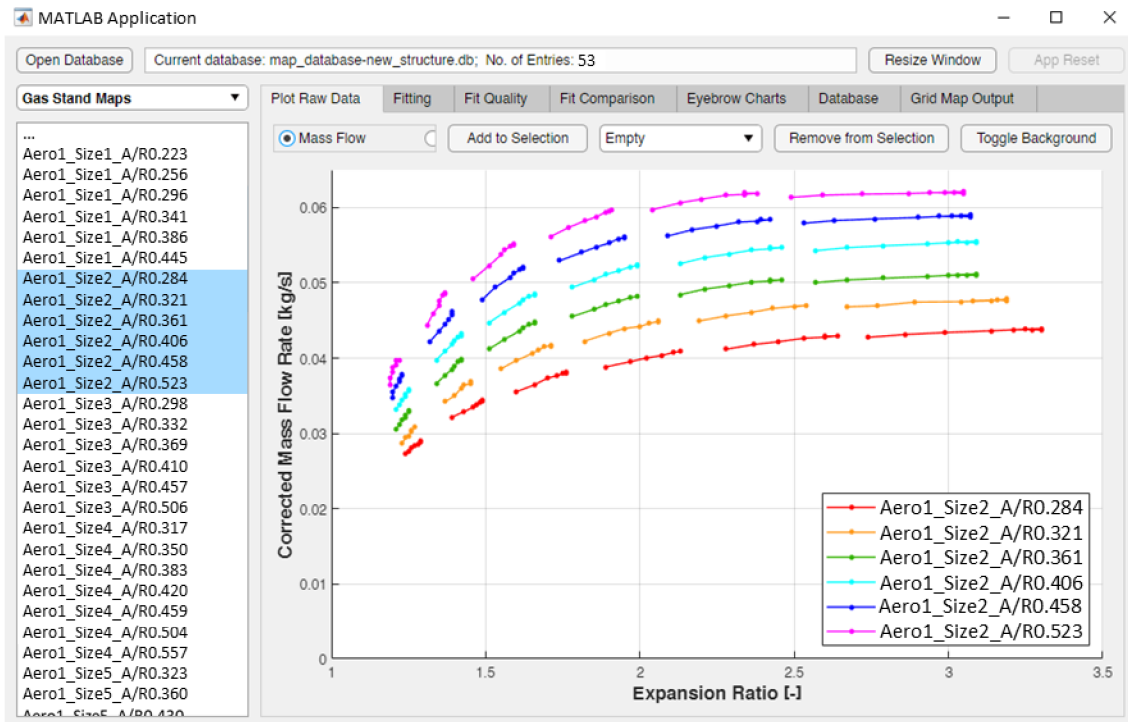 MATLAB Application
Open Database
Current database: map_database-new_structure.db; No. of Entries: 53
Resize Window
App Reset
Gas Stand Maps
...
Aero1_Size1_A/R0.223
Aero1_Size1_A/R0.256
Aero1_Size1_A/R0.296
Aero1_Size1_A/R0.341
Aero1_Size1_A/R0.386
Aero1_Size1_A/R0.445
Aero1_Size2_A/R0.284
Aero1_Size2_A/R0.321
Aero1_Size2_A/R0.361
Aero1_Size2_A/R0.406
Aero1_Size2_A/R0.458
Aero1_Size2_A/R0.523
Aero1_Size3_A/R0.298
Aero1_Size3_A/R0.332
Aero1_Size3_A/R0.369
Aero1_Size3_A/R0.410
Aero1_Size3_A/R0.457
Aero1_Size3_A/R0.506
Aero1_Size4_A/R0.317
Aero1_Size4_A/R0.350
Aero1_Size4_A/R0.383
Aero1_Size4_A/R0.420
Aero1_Size4_A/R0.459
Aero1_Size4_A/R0.504
Aero1_Size4_A/R0.557
Aero1_Size5_A/R0.323
Aero1_Size5_A/R0.360
Plot Raw Data
Fitting
Fit Quality
Fit Comparison
Eyebrow Charts
Database
Grid Map Output
Mass Flow
Add to Selection
Empty
Remove from Selection
Toggle Background
Corrected Mass Flow Rate [kg/s]
0.06
0.05
0.04
0.03
0.02
0.01
0
1
1.5
2
2.5
3
3.5
Expansion Ratio [-]
Aero1_Size2_A/R0.284
Aero1_Size2_A/R0.321
Aero1_Size2_A/R0.361
Aero1_Size2_A/R0.406
Aero1_Size2_A/R0.458
Aero1_Size2_A/R0.523